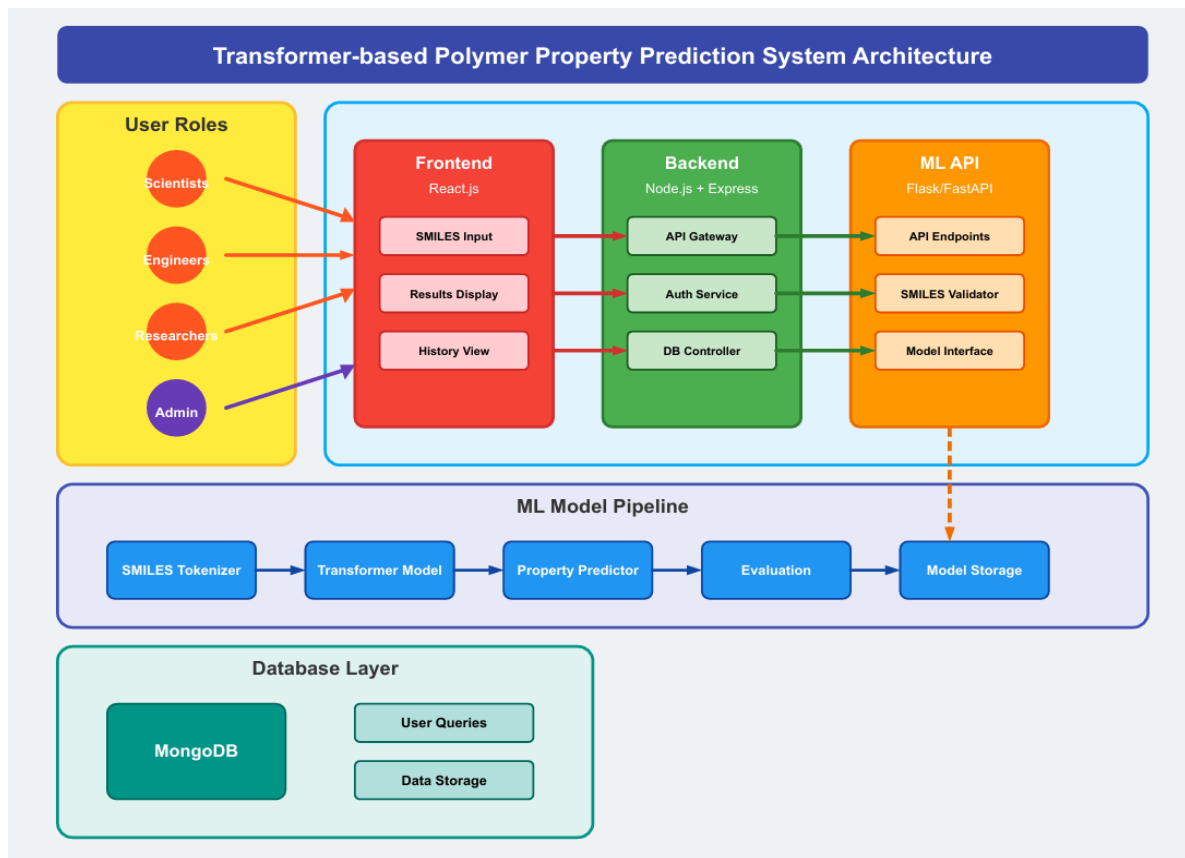 Transformer-based Polymer Property Prediction System Architecture
User Roles
Scientists
Engineers
Researchers
Admin
Frontend
React.js
SMILES Input
Results Display
History View
Backend
Node.js + Express
API Gateway
Auth Service
DB Controller
ML API
Flask/FastAPI
API Endpoints
SMILES Validator
Model Interface
ML Model Pipeline
SMILES Tokenizer
Transformer Model
Property Predictor
Evaluation
Model Storage
Database Layer
MongoDB
User Queries
Data Storage